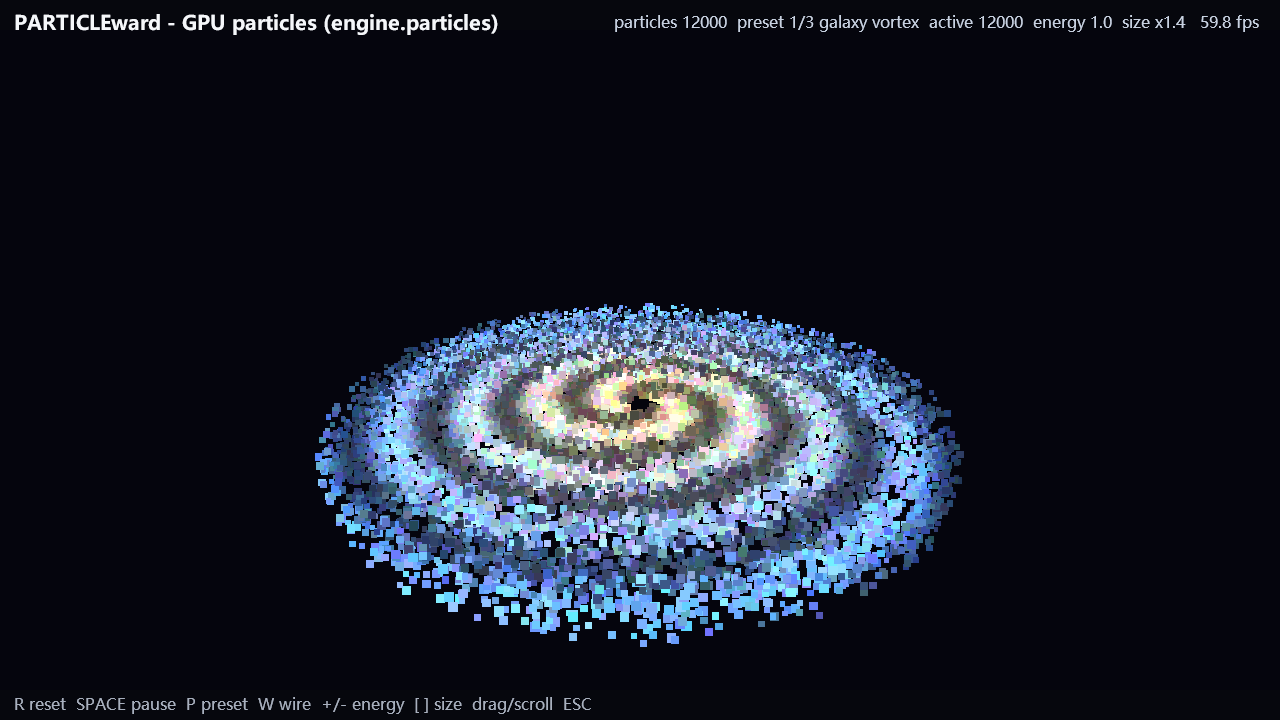 PARTICLEward - GPU particles (engine.particles)
particles 12000 preset 1/3 galaxy vortex active 12000 energy 1.0 size x1.4 59.8 fps
R reset SPACE pause P preset W wire +/- energy [ ] size drag/scroll ESC